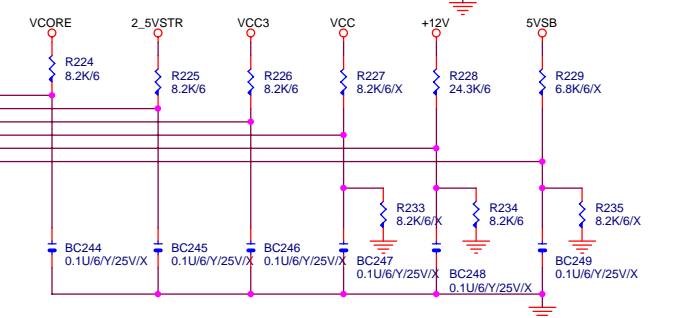 VCORE
2_5VSTR
VCC3
VCC
+12V
5VSB
R224
8.2K/6
R225
8.2K/6
R226
8.2K/6
R227
8.2K/6/X
R228
24.3K/6
R229
6.8K/6/X
R233
8.2K/6/X
R234
8.2K/6
R235
8.2K/6/X
BC244
0.1U/6/Y/25V/X
BC245
0.1U/6/Y/25V/X
BC246
0.1U/6/Y/25V/X
BC247
0.1U/6/Y/25V/X
BC248
0.1U/6/Y/25V/X
BC249
0.1U/6/Y/25V/X